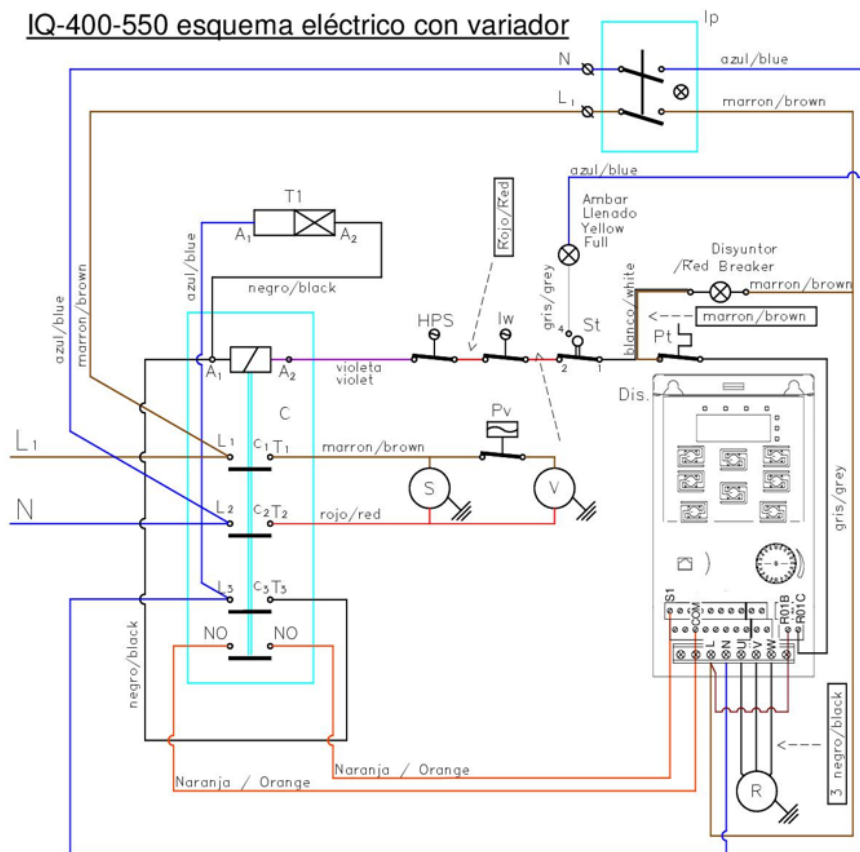 IQ-400-550 esquema eléctrico con variador
Ip
N
azul/blue
L1
marron/brown
azul/blue
Rojo/Red
Ambar
Llenado
Yellow
Full
T1
A1
A2
azul/blue
negro/black
azul/blue
marron/brown
gris/grey
blanco/white
Disyuntor
/Red Breaker
marron/brown
marron/brown
HPS
Iw
4
St
2
1
Pt
A1
A2
violeta
violet
C
Dis.
Pv
L1
L1
C1
T1
marron/brown
S
V
N
L2
C2
T2
rojo/red
gris/grey
L3
C3
T3
NO
NO
negro/black
S1
COM
R01B
R01C
L
N
U
V
W
3 negro/black
R
Naranja / Orange
Naranja / Orange